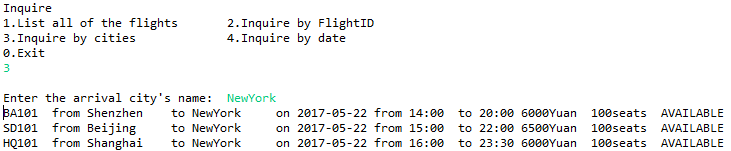 Inquire
1.List all of the flights 2.Inquire by FlightID
3.Inquire by cities 4.Inquire by date
0.Exit
3
Enter the arrival city's name: NewYork
BA101 from Shenzhen to NewYork on 2017-05-22 from 14:00 to 20:00 6000Yuan 100seats AVAILABLE
SD101 from Beijing to NewYork on 2017-05-22 from 15:00 to 22:00 6500Yuan 100seats AVAILABLE
HQ101 from Shanghai to NewYork on 2017-05-22 from 16:00 to 23:30 6000Yuan 100seats AVAILABLE